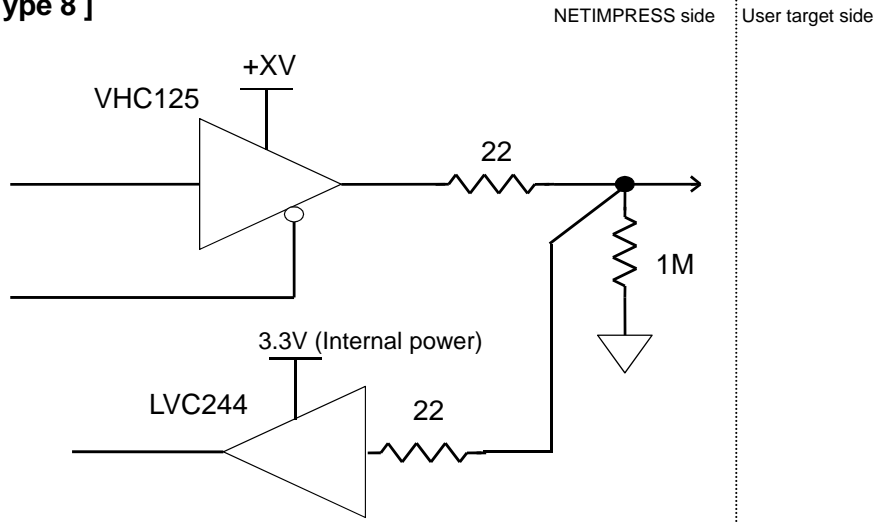 ype 8 ]
NETIMPRESS side
User target side
+XV
VHC125
22
1M
3.3V (Internal power)
LVC244
22